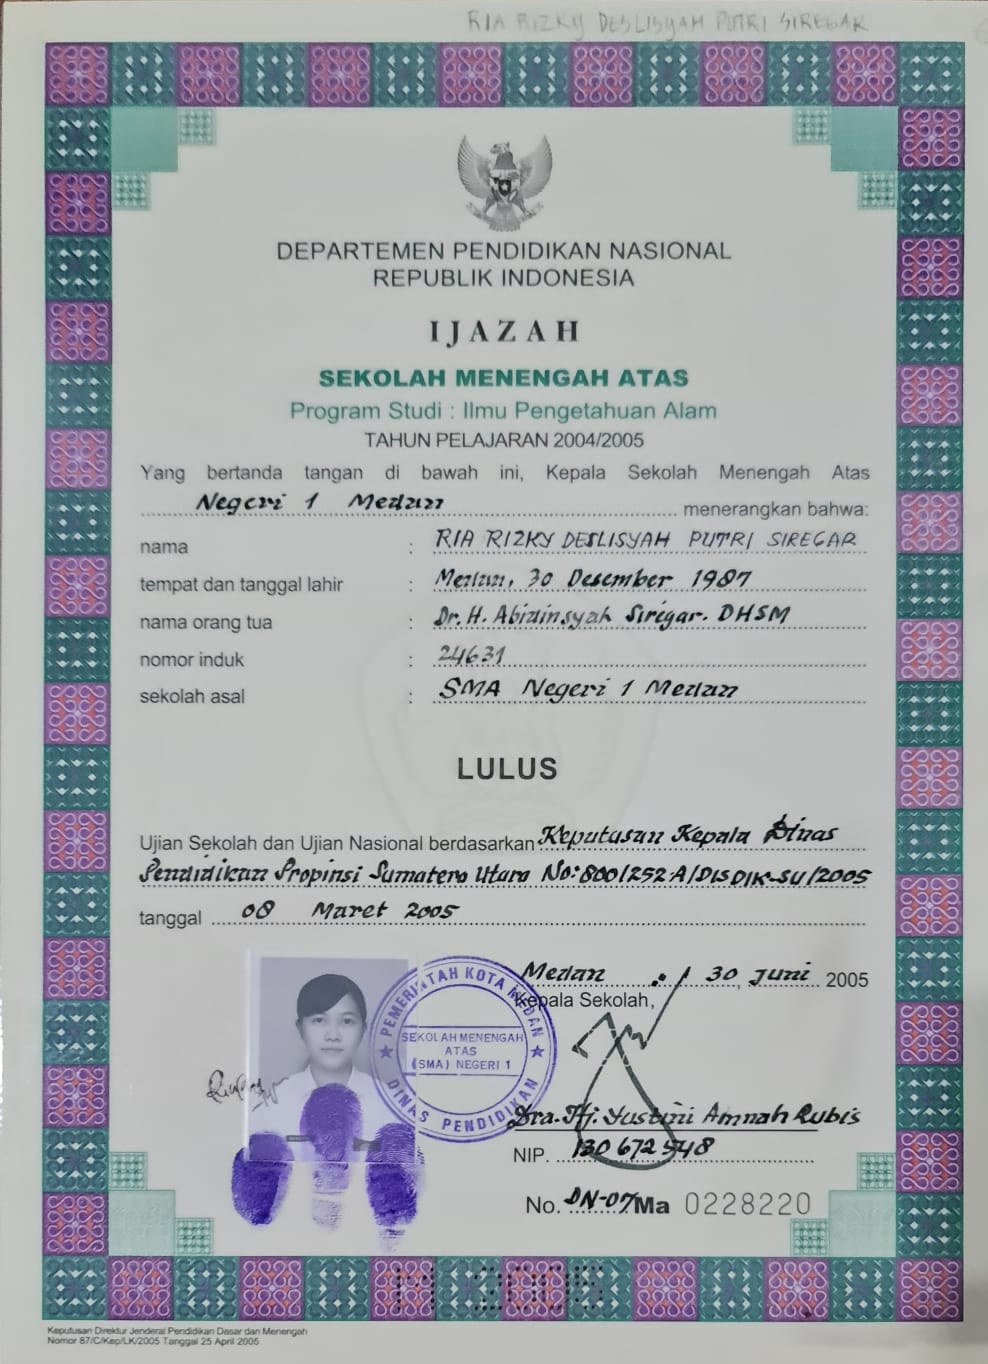 RIA RIZKY DESLISYAH PUTRI SIREGAR
DEPARTEMEN PENDIDIKAN NASIONAL
REPUBLIK INDONESIA
IJAZAH
SEKOLAH MENENGAH ATAS
Program Studi : Ilmu Pengetahuan Alam
TAHUN PELAJARAN 2004/2005
Yang bertanda tangan di bawah ini, Kepala Sekolah Menengah Atas
Negeri 1 Medan menerangkan bahwa:
nama : RIA RIZKY DESLISYAH PUTRI SIREGAR
tempat dan tanggal lahir : Medan, 30 Desember 1987
nama orang tua : Dr. H. Abidinsyah Siregar. DHSM
nomor induk : 24631
sekolah asal : SMA Negeri 1 Medan
LULUS
Ujian Sekolah dan Ujian Nasional berdasarkan Keputusan Kepala Dinas
Pendidikan Propinsi Sumatera Utara No: 800/252 A/DISDIK-SU/2005
tanggal 08 Maret 2005
Medan, 30 Juni 2005
Kepala Sekolah,
PEMERINTAH KOTA MEDAN
SEKOLAH MENENGAH
ATAS
(SMA) NEGERI 1
DINAS PENDIDIKAN
Dra. Hj. Yustini Amnah Lubis
NIP. 130 672 548
No. DN-07/Ma 0228220
M 2005
Keputusan Direktur Jenderal Pendidikan Dasar dan Menengah
Nomor 87/C/Kep/LK/2005 Tanggal 25 April 2005